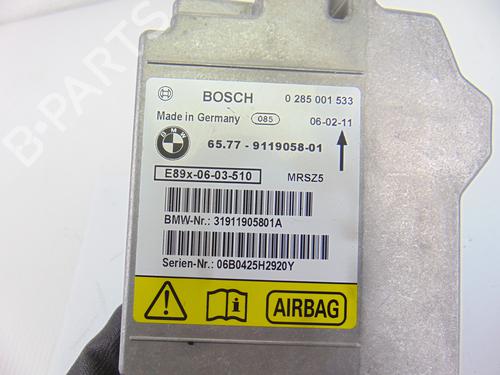 B-PARTS
BOSCH 0 285 001 533
Made in Germany 085 06-02-11
BMW 65.77 - 9119058-01
E89x-06-03-510 MRSZ5
BMW-Nr.: 31911905801A
Serien-Nr.: 06B0425H2920Y
AIRBAG